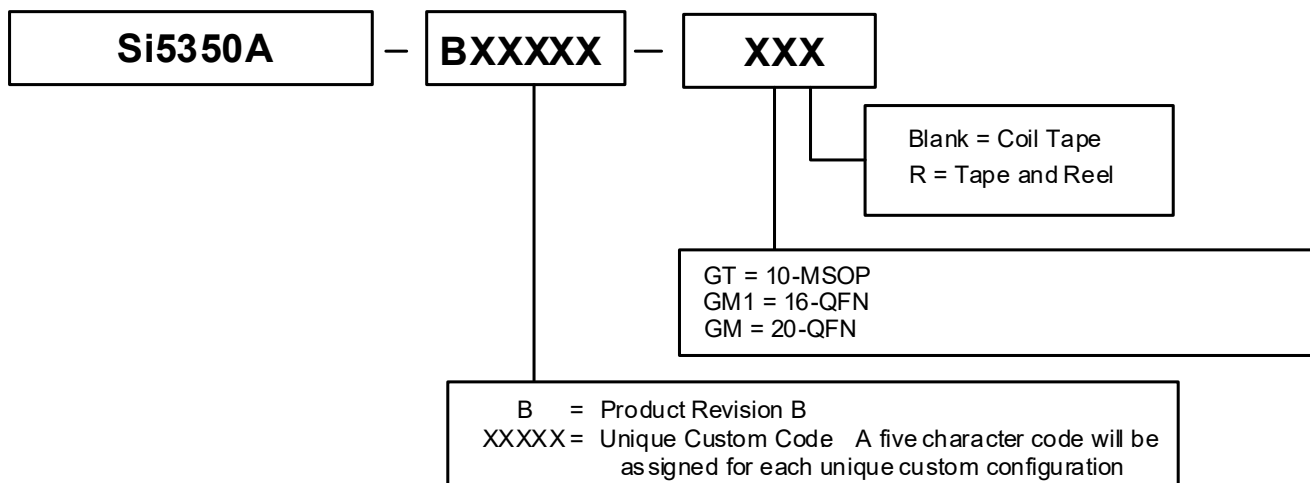 Si5350A – BXXXXX – XXX
Blank = Coil Tape
R = Tape and Reel
GT = 10-MSOP
GM1 = 16-QFN
GM = 20-QFN
B = Product Revision B
XXXXX = Unique Custom Code A five character code will be
assigned for each unique custom configuration